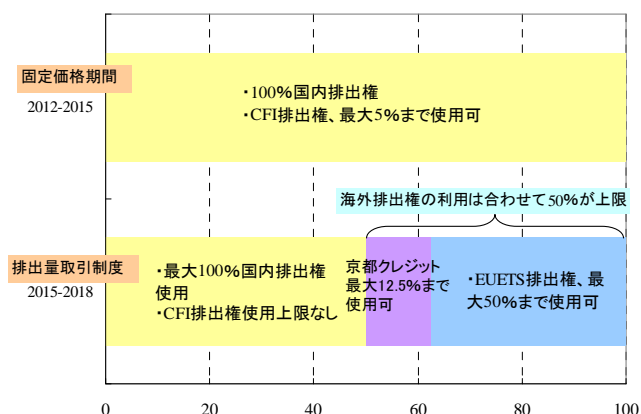 固定価格期間
2012-2015
・100%国内排出権
・CFI排出権、最大5%まで使用可
海外排出権の利用は合わせて50%が上限
排出量取引制度
2015-2018
・最大100%国内排出権
使用
・CFI排出権使用上限なし
京都クレジット
最大12.5%まで
使用可
・EUETS排出権、最
大50%まで使用可
0 20 40 60 80 100